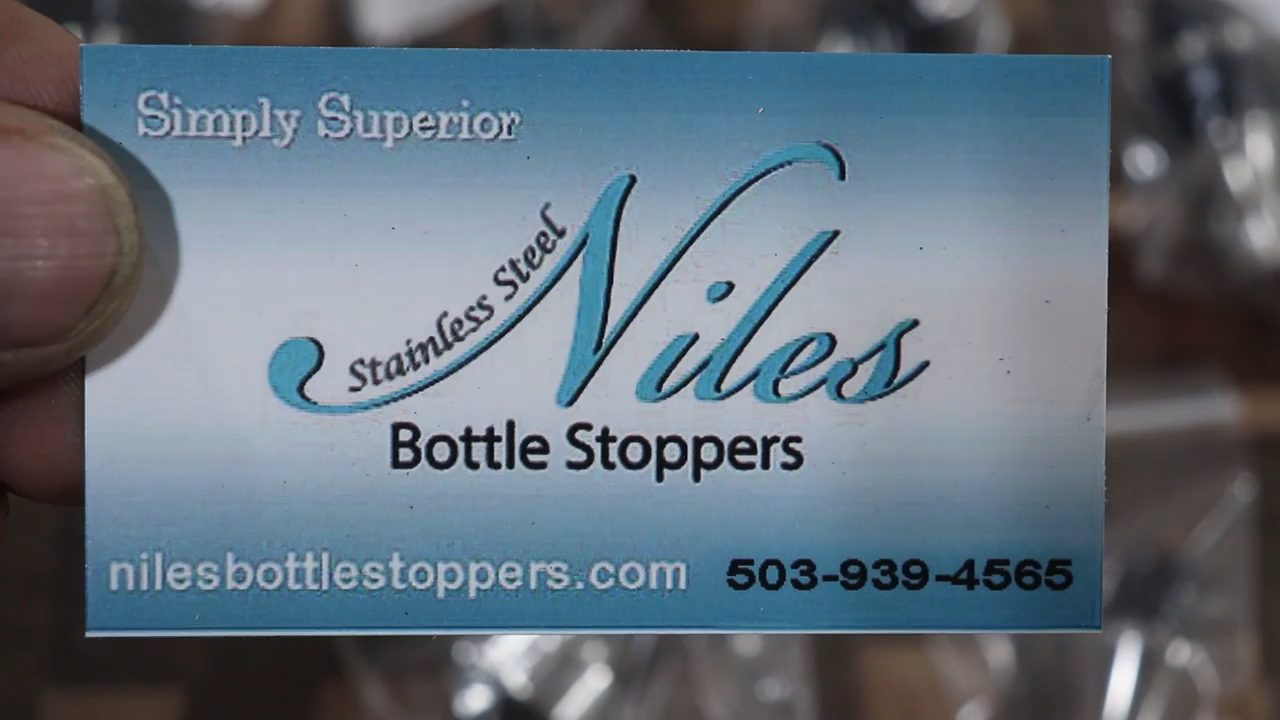 Simply Superior
Stainless Steel
Niles
Bottle Stoppers
nilesbottlestoppers.com 503-939-4565